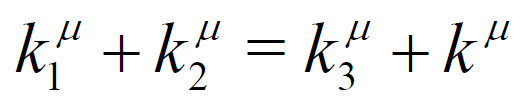 k₁^μ + k₂^μ = k₃^μ + k^μ